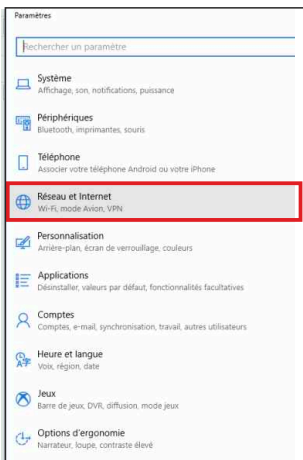 Paramètres
Rechercher un paramètre
Système
Affichage, son, notifications, puissance
Périphériques
Bluetooth, imprimantes, souris
Téléphone
Associer votre téléphone Android ou votre iPhone
Réseau et Internet
Wi-Fi, mode Avion, VPN
Personnalisation
Arrière-plan, écran de verrouillage, couleurs
Applications
Désinstaller, valeurs par défaut, fonctionnalités facultatives
Comptes
Comptes, e-mail, synchronisation, travail, autres utilisateurs
Heure et langue
Voix, région, date
Jeux
Barre de jeux, DVR, diffusion, mode jeux
Options d'ergonomie
Narrateur, loupe, contraste élevé